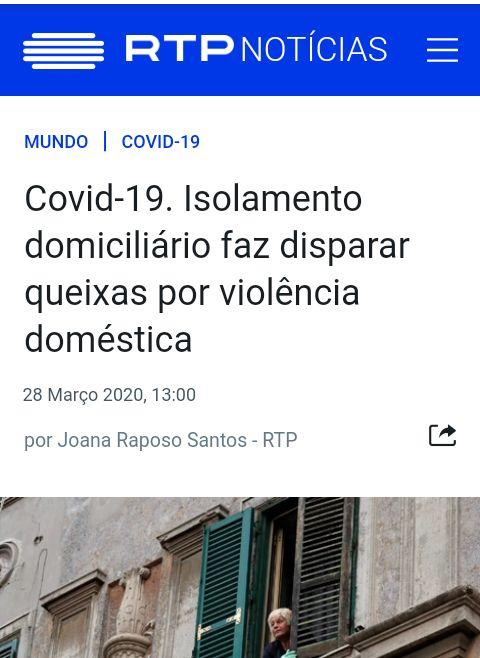 RTP NOTÍCIAS
MUNDO | COVID-19
Covid-19. Isolamento
domiciliário faz disparar
queixas por violência
doméstica
28 Março 2020, 13:00
por Joana Raposo Santos - RTP